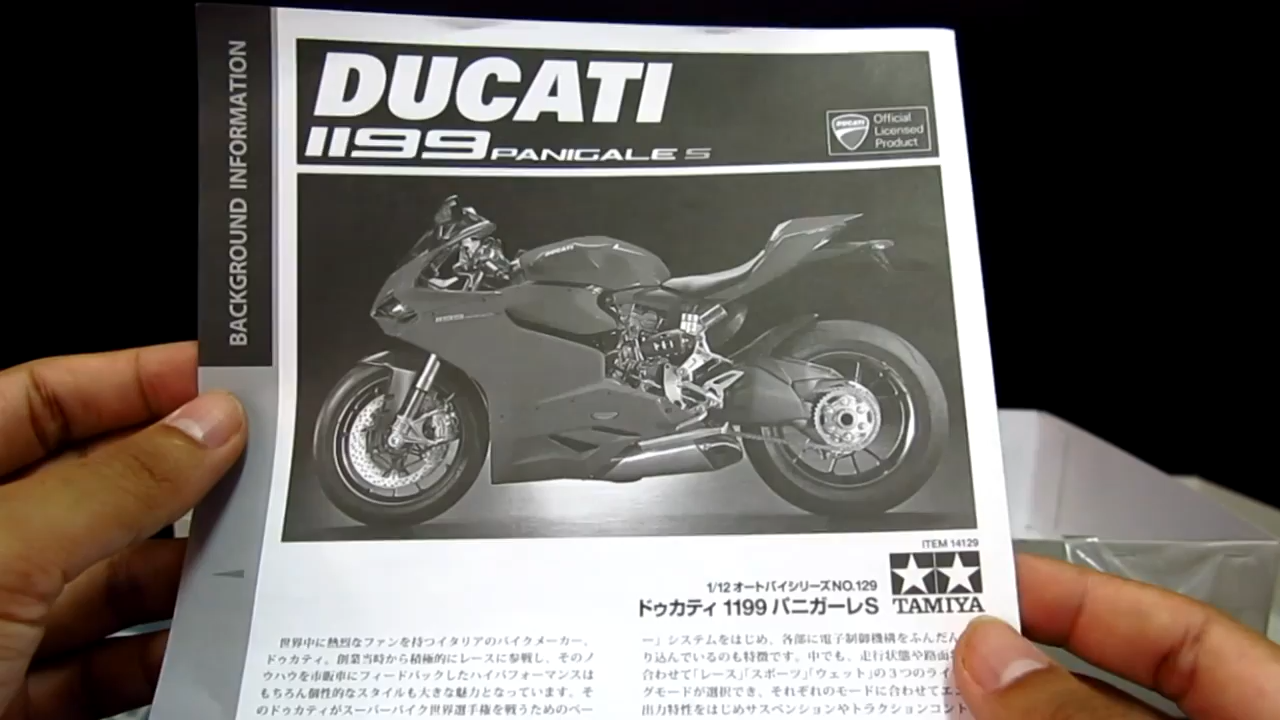 BACKGROUND INFORMATION
DUCATI
1199 PANIGALE S
DUCATI
Official
Licensed
Product
DUCATI
ITEM 14129
1/12 オートバイシリーズNO.129
ドゥカティ 1199 パニガーレS
TAMIYA
世界中に熱烈なファンを持つイタリアのバイクメーカー、
ドゥカティ。創業当時から積極的にレースに参戦し、そのノ
ウハウを市販車にフィードバックしたハイパフォーマンスは
もちろん個性的なスタイルも大きな魅力となっています。そ
のドゥカティがスーパーバイク世界選手権を戦うためのベー
ー」システムをはじめ、各部に電子制御機構をふんだん
り込んでいるのも特徴です。中でも、走行状態や路面
合わせて「レース」「スポーツ」「ウェット」の3つのライ
グモードが選択でき、それぞれのモードに合わせてエン
出力特性をはじめサスペンションやトラクションコント